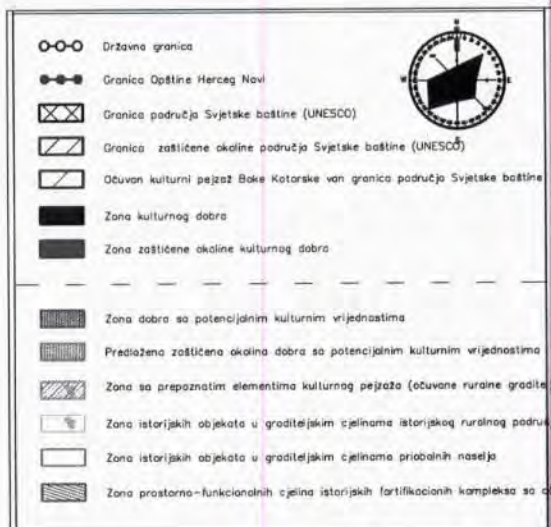 Državna granica
Granica Opštine Herceg Novi
Granica područja Svjetske baštine (UNESCO)
Granica zaštićene okoline područja Svjetske baštine (UNESCO)
Očuvan kulturni pejzaž Boke Kotorske van granica područja Svjetske baštine
Zona kulturnog dobra
Zona zaštićene okoline kulturnog dobra
Zona dobra sa potencijalnim kulturnim vrijednostima
Predložena zaštićena okolina dobra sa potencijalnim kulturnim vrijednostima
Zona sa prepoznatim elementima kulturnog pejzaža (očuvane ruralne gradite
Zona istorijskih objekata u graditeljskim cjelinama istorijskog ruralnog područ
Zona istorijskih objekata u graditeljskim cjelinama priobalnih naselja
Zona prostorno-funkcionalnih cjelina istorijskih fortifikacionih kompleksa sa